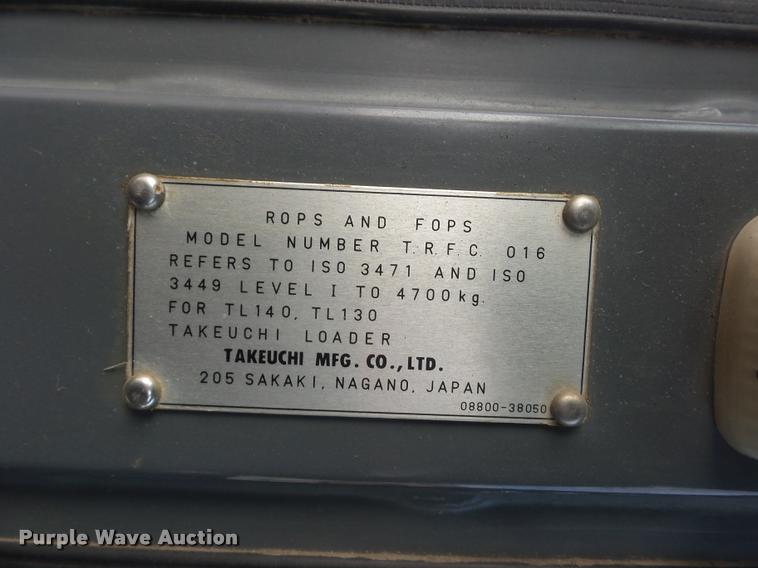 ROPS AND FOPS
MODEL NUMBER T.R.F.C. 016
REFERS TO ISO 3471 AND ISO
3449 LEVEL I TO 4700kg.
FOR TL140, TL130
TAKEUCHI LOADER
TAKEUCHI MFG. CO., LTD.
205 SAKAKI, NAGANO, JAPAN
08800-38050
Purple Wave Auction